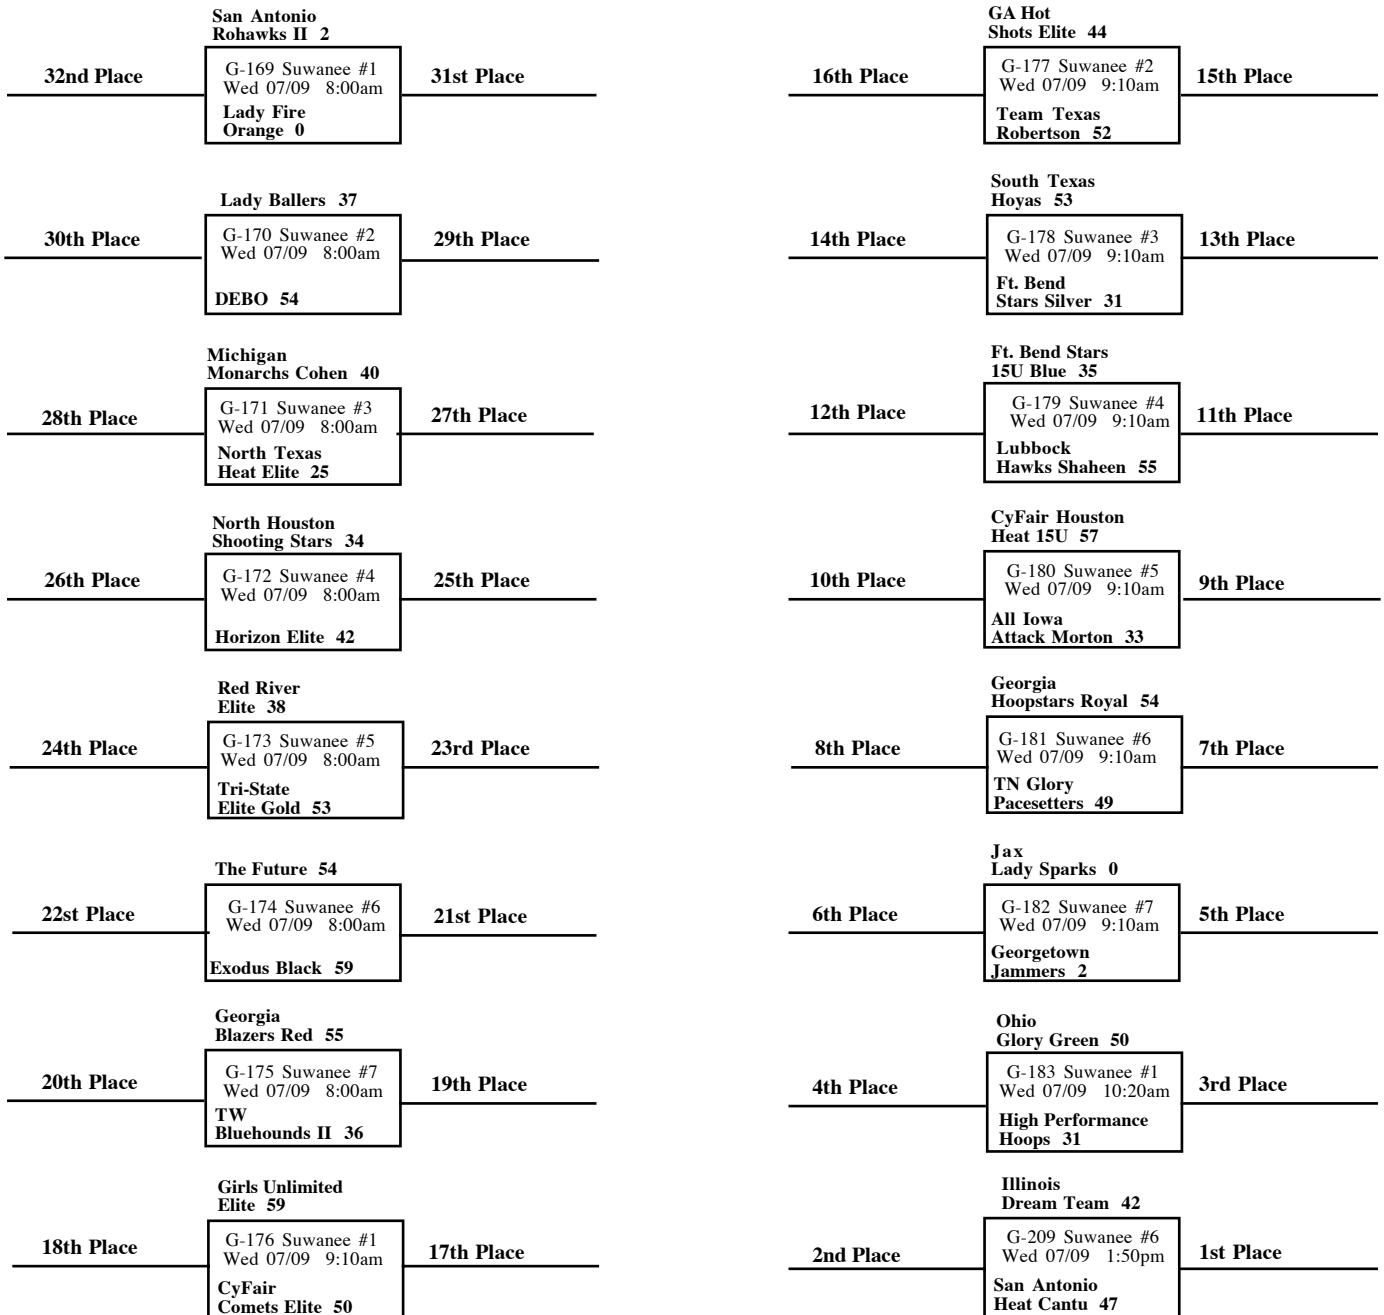 San Antonio
Rohawks II 2
32nd Place
G-169 Suwanee #1
Wed 07/09 8:00am
31st Place
Lady Fire
Orange 0
Lady Ballers 37
30th Place
G-170 Suwanee #2
Wed 07/09 8:00am
29th Place
DEBO 54
Michigan
Monarchs Cohen 40
28th Place
G-171 Suwanee #3
Wed 07/09 8:00am
27th Place
North Texas
Heat Elite 25
North Houston
Shooting Stars 34
26th Place
G-172 Suwanee #4
Wed 07/09 8:00am
25th Place
Horizon Elite 42
Red River
Elite 38
24th Place
G-173 Suwanee #5
Wed 07/09 8:00am
23rd Place
Tri-State
Elite Gold 53
The Future 54
22st Place
G-174 Suwanee #6
Wed 07/09 8:00am
21st Place
Exodus Black 59
Georgia
Blazers Red 55
20th Place
G-175 Suwanee #7
Wed 07/09 8:00am
19th Place
TW
Bluehounds II 36
Girls Unlimited
Elite 59
18th Place
G-176 Suwanee #1
Wed 07/09 9:10am
17th Place
CyFair
Comets Elite 50
GA Hot
Shots Elite 44
16th Place
G-177 Suwanee #2
Wed 07/09 9:10am
15th Place
Team Texas
Robertson 52
South Texas
Hoyas 53
14th Place
G-178 Suwanee #3
Wed 07/09 9:10am
13th Place
Ft. Bend
Stars Silver 31
Ft. Bend Stars
15U Blue 35
12th Place
G-179 Suwanee #4
Wed 07/09 9:10am
11th Place
Lubbock
Hawks Shaheen 55
CyFair Houston
Heat 15U 57
10th Place
G-180 Suwanee #5
Wed 07/09 9:10am
9th Place
All Iowa
Attack Morton 33
Georgia
Hoopstars Royal 54
8th Place
G-181 Suwanee #6
Wed 07/09 9:10am
7th Place
TN Glory
Pacesetters 49
Jax
Lady Sparks 0
6th Place
G-182 Suwanee #7
Wed 07/09 9:10am
5th Place
Georgetown
Jammers 2
Ohio
Glory Green 50
4th Place
G-183 Suwanee #1
Wed 07/09 10:20am
3rd Place
High Performance
Hoops 31
Illinois
Dream Team 42
2nd Place
G-209 Suwanee #6
Wed 07/09 1:50pm
1st Place
San Antonio
Heat Cantu 47